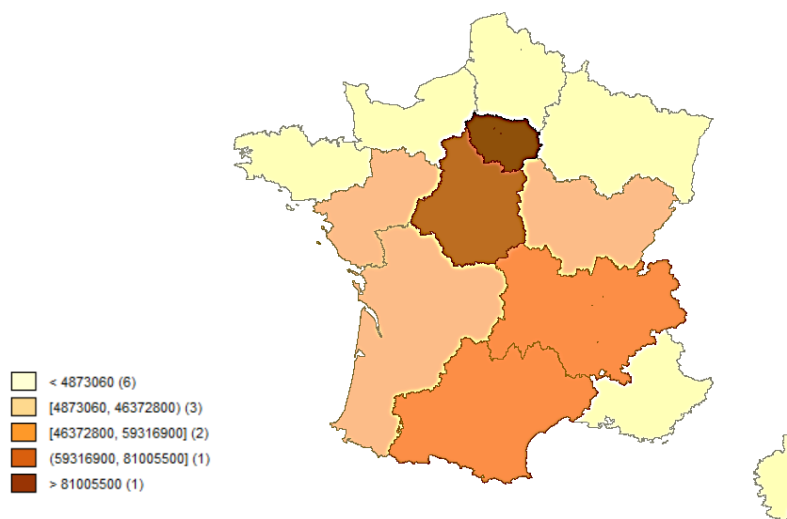 < 4873060 (6)
[4873060, 46372800) (3)
[46372800, 59316900] (2)
(59316900, 81005500] (1)
> 81005500 (1)